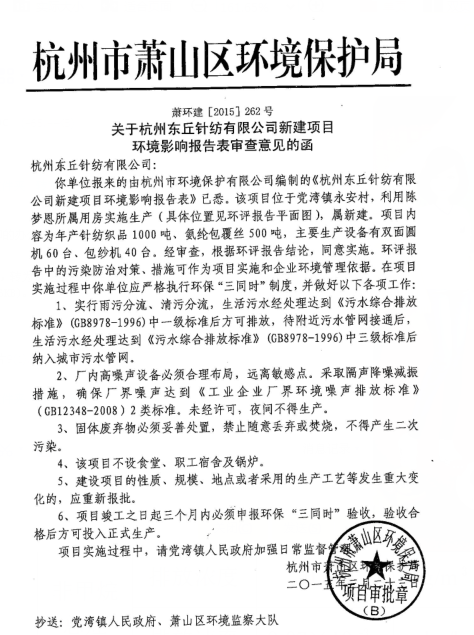 杭州市萧山区环境保护局
萧环建［2015］262 号
关于杭州东丘针纺有限公司新建项目
环境影响报告表审查意见的函
杭州东丘针纺有限公司：
你单位报来的由杭州市环境保护有限公司编制的《杭州东丘针纺有限
公司新建项目环境影响报告表》已悉。该项目位于党湾镇永安村，利用陈
梦恩所属用房实施生产（具体位置见环评报告平面图），属新建。项目内
容为年产针纺织品 1000 吨、氨纶包覆丝 500 吨，主要生产设备有双面圆
机 60 台、包纱机 40 台。经审查，根据环评报告结论，同意实施。环评报
告中的污染防治对策、措施可作为项目实施和企业环境管理依据。在项目
实施过程中你单位应严格执行环保“三同时”制度，并做好以下各项工作：
1、实行雨污分流、清污分流，生活污水经处理达到《污水综合排放
标准》（GB8978-1996)中一级标准后方可排放，待附近污水管网接通后，
生活污水经处理达到《污水综合排放标准》(GB8978-1996)中三级标准后
纳入城市污水管网。
2、厂内高噪声设备必须合理布局，远离敏感点。采取隔声降噪减振
措施，确保厂界噪声达到《工业企业厂界环境噪声排放标准》
（GB12348-2008）2 类标准。未经许可，夜间不得生产。
3、固体废弃物必须妥善处置，禁止随意丢弃或焚烧，不得产生二次
污染。
4、该项目不设食堂、职工宿舍及锅炉。
5、建设项目的性质、规模、地点或者采用的生产工艺等发生重大变
化的，应重新报批。
6、项目竣工之日起三个月内必须申报环保“三同时”验收，验收合
格后方可投入正式生产。
项目实施过程中，请党湾镇人民政府加强日常监督管理
杭州市萧山区环境保护局
二〇一五年三月二十三日
杭州市萧山区环境保护局
项目审批章
（B）
抄送：党湾镇人民政府、萧山区环境监察大队